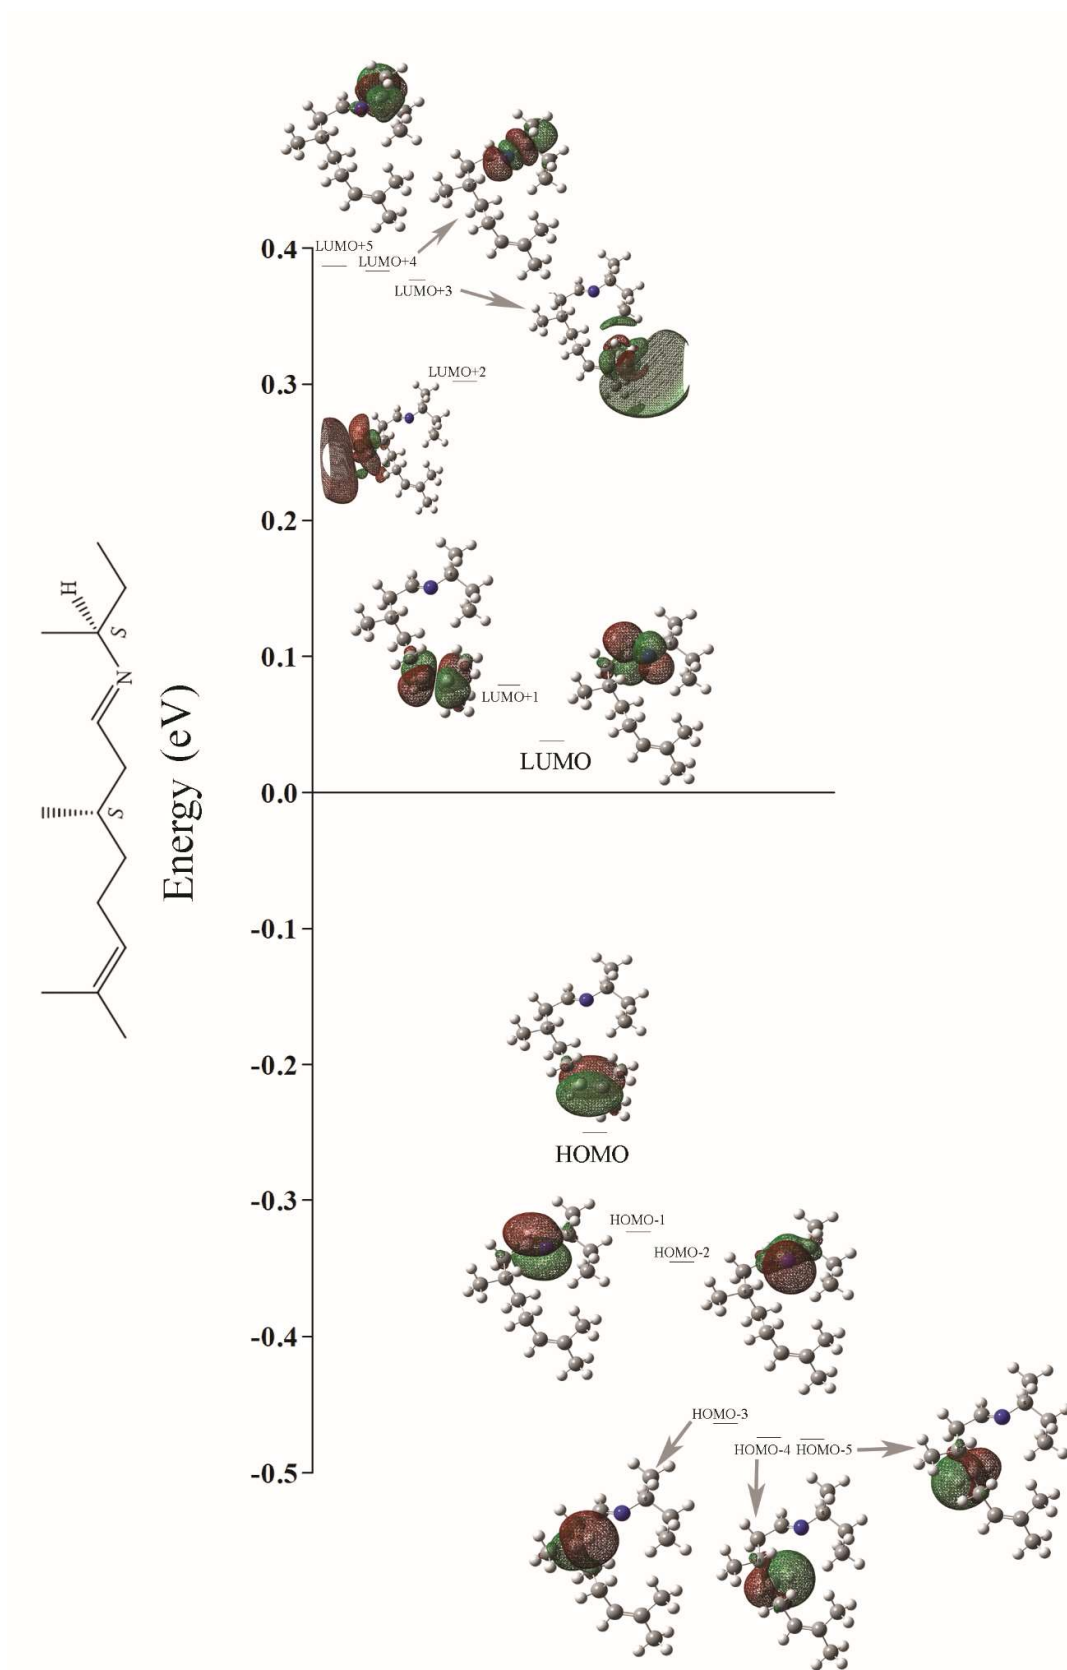 LUMO+5
0.4
LUMO+4
LUMO+3
LUMO+2
0.3
0.2
H
S
N
S
Energy (eV)
0.1
LUMO+1
LUMO
0.0
-0.1
-0.2
HOMO
-0.3
HOMO-1
HOMO-2
-0.4
HOMO-3
HOMO-4 HOMO-5
-0.5